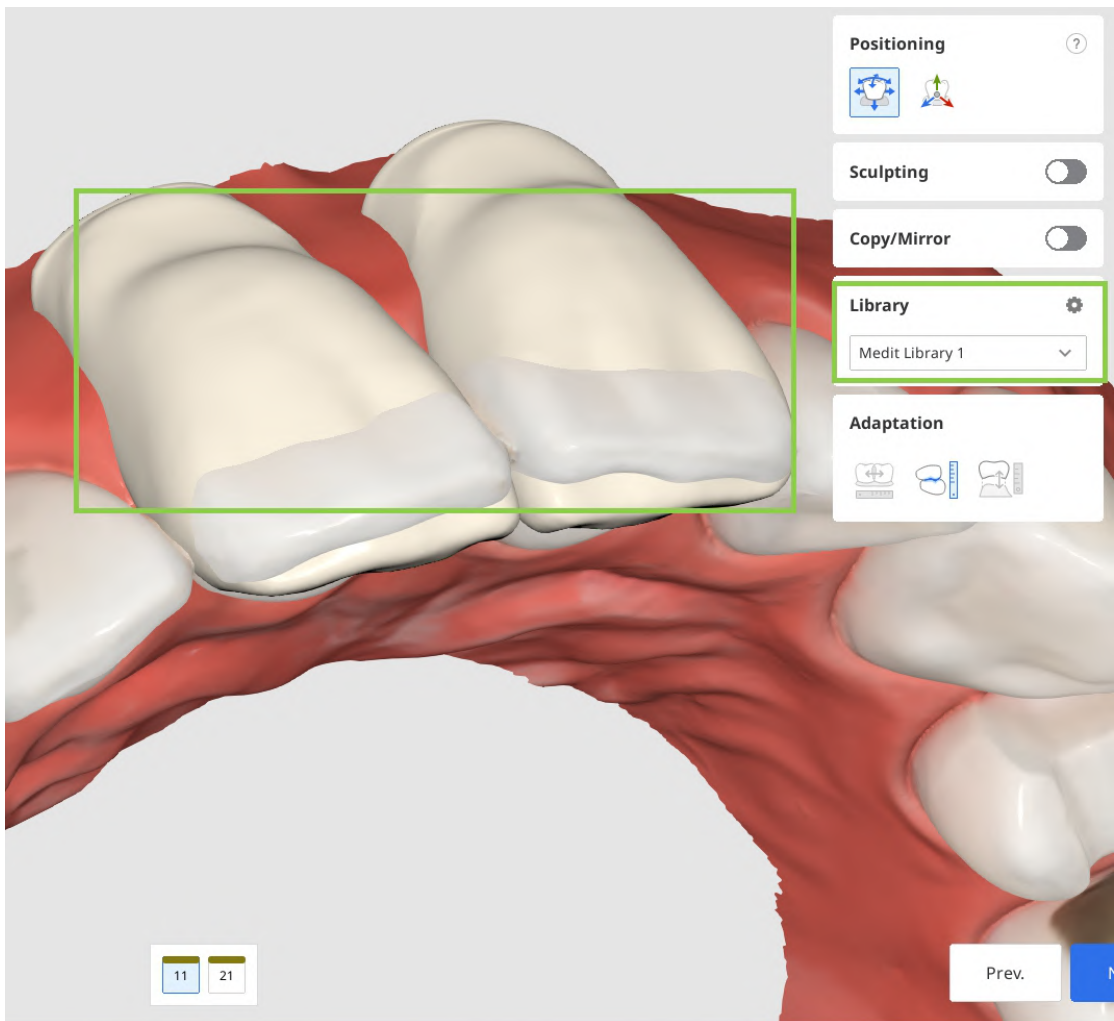 Positioning
?
Sculpting
Copy/Mirror
Library
Medit Library 1
Adaptation
11
21
Prev.
N